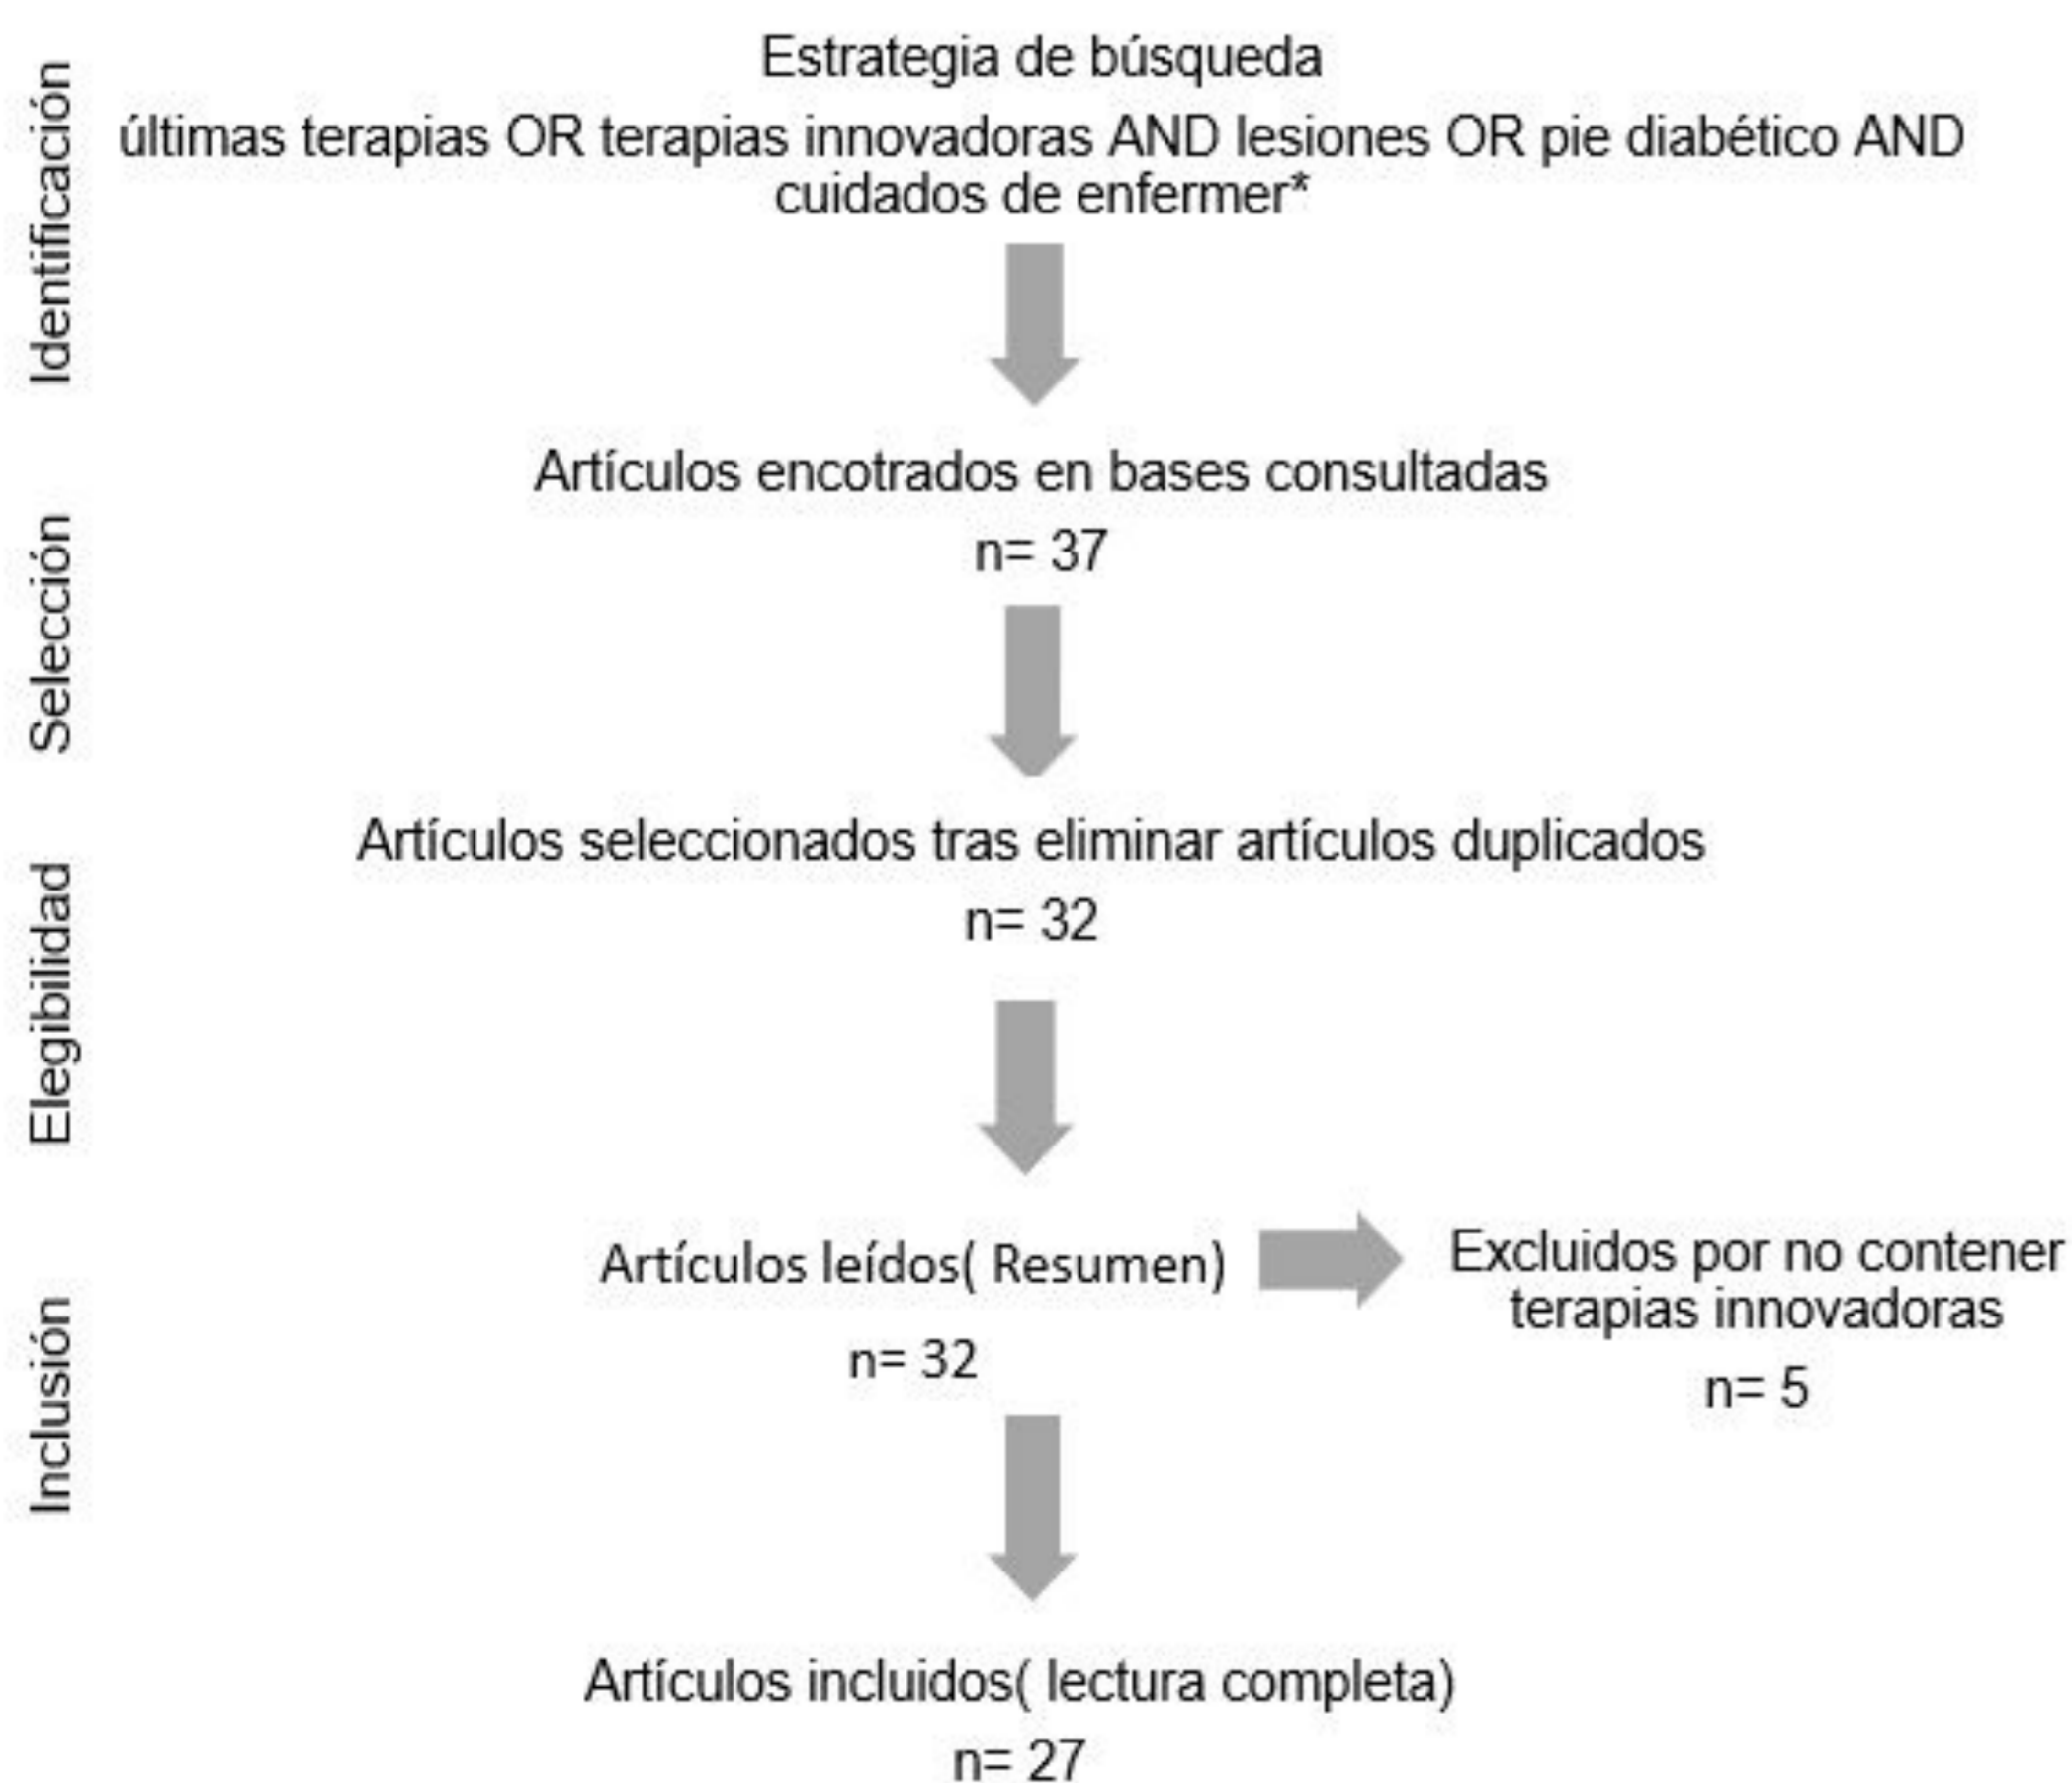 Identificación
Estrategia de búsqueda
últimas terapias OR terapias innovadoras AND lesiones OR pie diabético AND
cuidados de enfermer*
Selección
Artículos encotrados en bases consultadas
n= 37
Elegibilidad
Artículos seleccionados tras eliminar artículos duplicados
n= 32
Inclusión
Artículos leídos( Resumen)
n= 32
Excluidos por no contener
terapias innovadoras
n= 5
Artículos incluidos( lectura completa)
n= 27